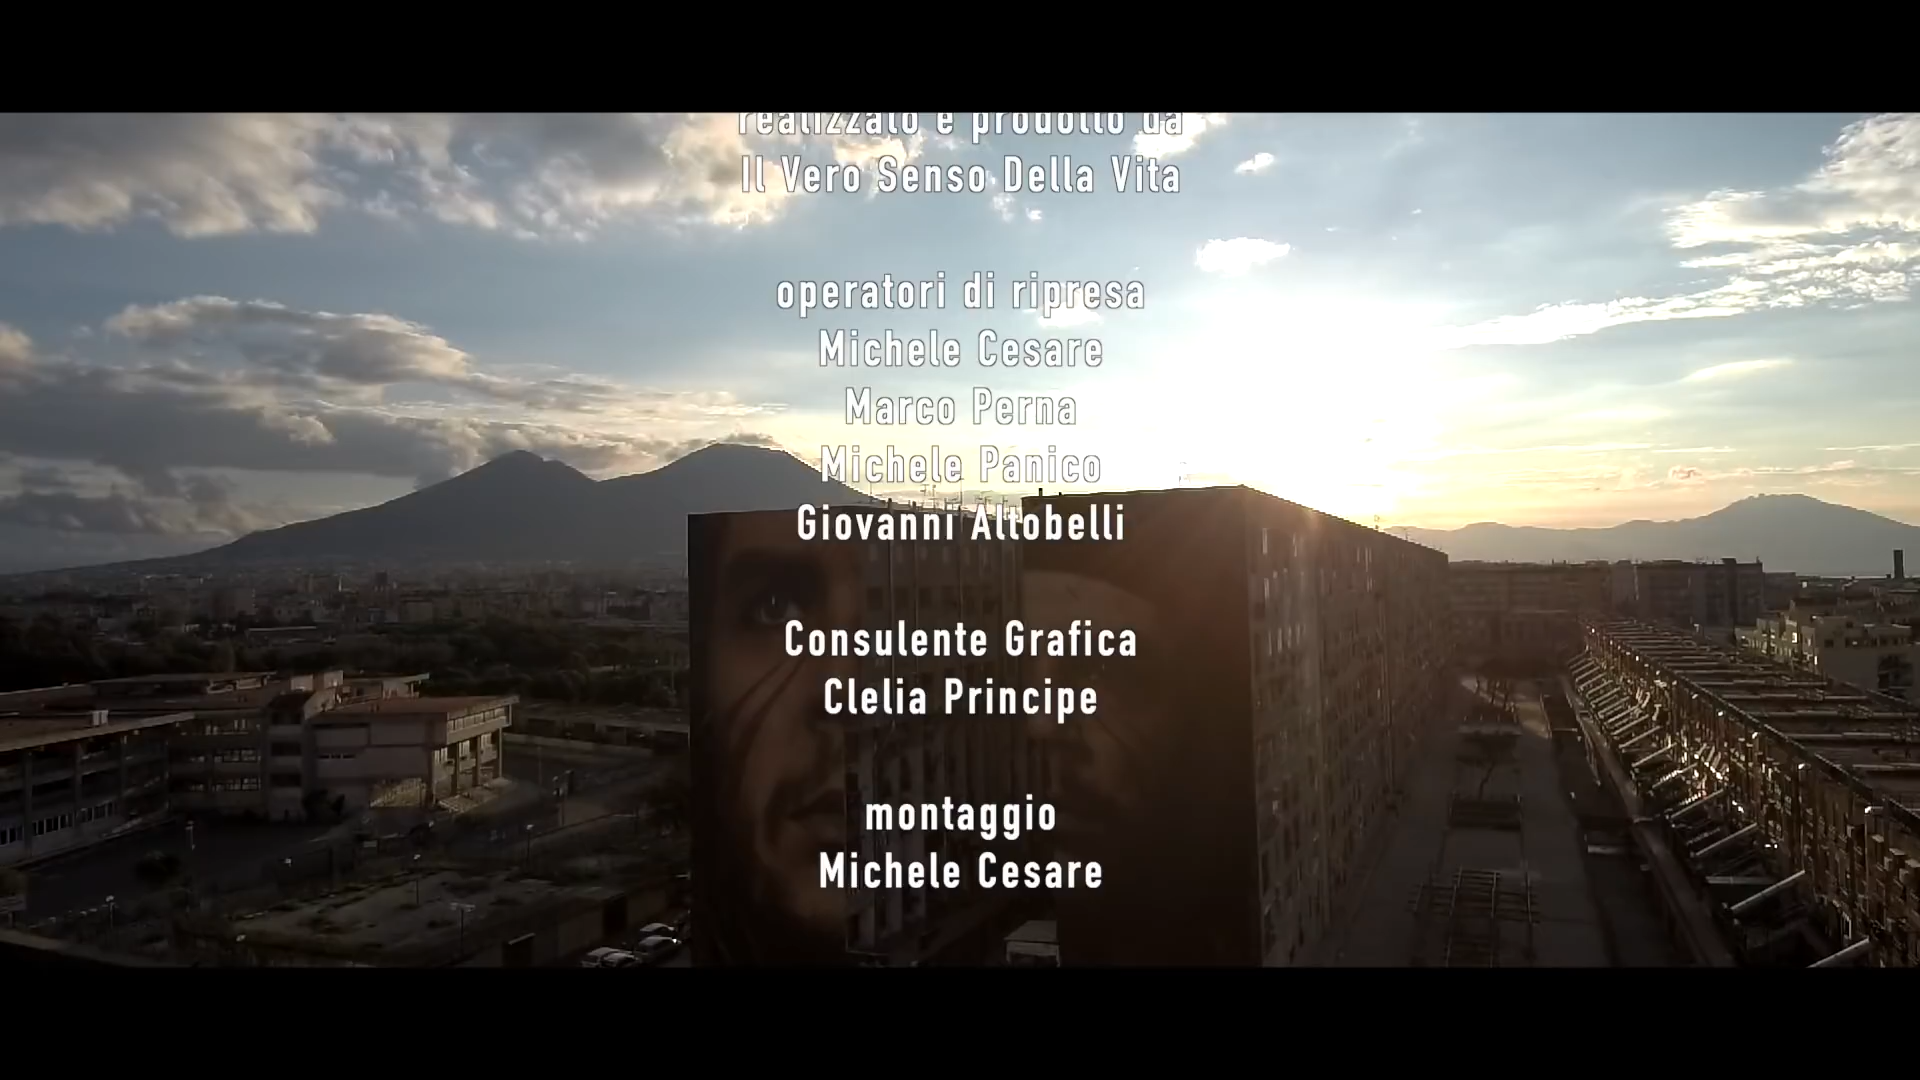 realizzato e prodotto da
Il Vero Senso Della Vita
operatori di ripresa
Michele Cesare
Marco Perna
Michele Panico
Giovanni Altobelli
Consulente Grafica
Clelia Principe
montaggio
Michele Cesare